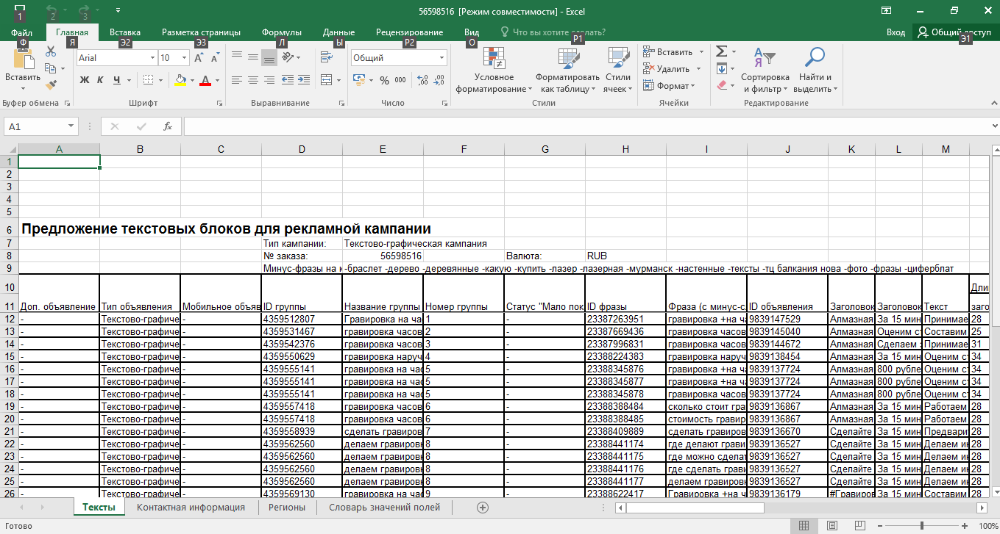 56598516 [Режим совместимости] - Excel
1 2 3
Файл Главная Вставка Разметка страницы Формулы Данные Рецензирование Вид Что вы хотите сделать? Вход Общий доступ
Ф Я З2 З3 Л Ы Р2 О Р1 Э1
Вставить Arial 10 Общий Условное форматирование Форматировать как таблицу Стили ячеек Вставить Удалить Формат Сортировка и фильтр Найти и выделить
Ж К Ч % 000
Буфер обмена Шрифт Выравнивание Число Стили Ячейки Редактирование
A1 fx
A B C D E F G H I J K L M
1
2
3
4
5
6 Предложение текстовых блоков для рекламной кампании
7 Тип кампании: Текстово-графическая кампания
8 № заказа: 56598516 Валюта: RUB
9 Минус-фразы на к -браслет -дерево -деревянные -какую -купить -лазер -лазерная -мурманск -настенные -тексты -тц балкания нова -фото -фразы -циферблат
10 Дли
11 Доп. объявление Тип объявления Мобильное объяв ID группы Название группы Номер группы Статус "Мало пок ID фразы Фраза (с минус-с ID объявления Заголовок Заголовок Текст заго
12 - Текстово-графиче - 4359512807 Гравировка на ча 1 - 23387263951 гравировка +на ча 9839147529 Алмазная За 15 мин Принимае 28
13 - Текстово-графиче - 4359531467 гравировка часов 2 - 23387669436 гравировка часов 9839145040 Алмазная Оценим ст Составим 25
14 - Текстово-графиче - 4359542376 гравировка часов 3 - 23387996831 гравировка часов 9839144672 Алмазная Сделаем Принимае 31
15 - Текстово-графиче - 4359550629 гравировка наруч 4 - 23388224383 гравировка наруч 9839138454 Алмазная За 15 мин Оценим ст 34
16 - Текстово-графиче - 4359555141 гравировка на час 5 - 23388345876 гравировка +на ча 9839137724 Алмазная 800 рубле Оценим ст 34
17 - Текстово-графиче - 4359555141 гравировка на час 5 - 23388345877 гравировка +на ча 9839137724 Алмазная 800 рубле Оценим ст 34
18 - Текстово-графиче - 4359555141 гравировка на час 5 - 23388345878 гравировка часов 9839137724 Алмазная 800 рубле Оценим ст 34
19 - Текстово-графиче - 4359557418 гравировка часов 6 - 23388388484 сколько стоит гра 9839136867 Алмазная За 15 мин Работаем 28
20 - Текстово-графиче - 4359557418 гравировка часов 6 - 23388388485 стоимость гравир 9839136867 Алмазная За 15 мин Работаем 28
21 - Текстово-графиче - 4359558939 сделать гравиров 7 - 23388409889 сделать гравиров 9839136670 Сделайте За 15 мин Предвари 28
22 - Текстово-графиче - 4359562560 делаем гравировк 8 - 23388441174 где делают грави 9839136527 Сделайте За 15 мин Делаем ин 28
23 - Текстово-графиче - 4359562560 делаем гравировк 8 - 23388441175 где можно сделат 9839136527 Сделайте За 15 мин Делаем ин 28
24 - Текстово-графиче - 4359562560 делаем гравировк 8 - 23388441176 где сделать грави 9839136527 Сделайте За 15 мин Делаем ин 28
25 - Текстово-графиче - 4359562560 делаем гравировк 8 - 23388441177 делаем гравировк 9839136527 Сделайте За 15 мин Делаем ин 28
26 - Текстово-графиче - 4359569130 гравировка на час 9 - 23388622417 Гравировка +на ч 9839136179 #Гравиров За 15 мин Составим 28
Тексты Контактная информация Регионы Словарь значений полей
Готово 100%